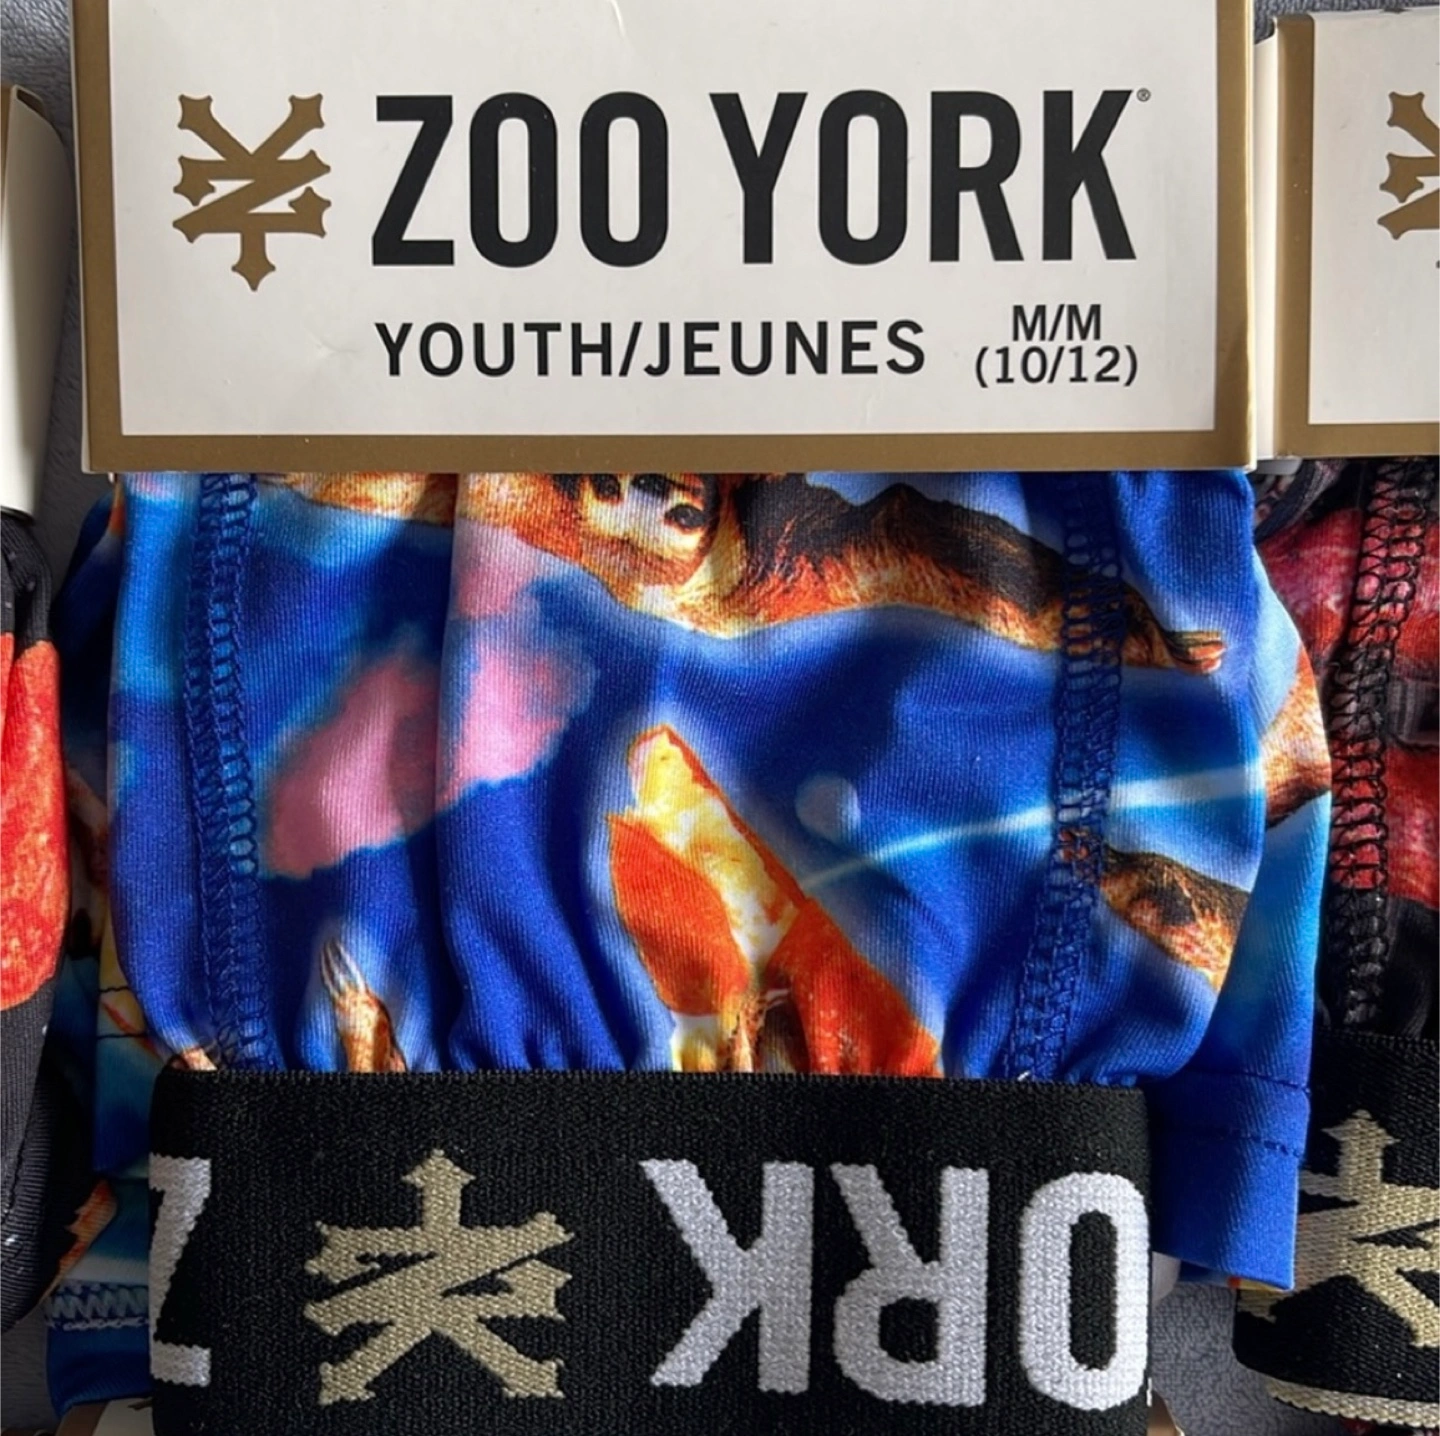 ZOO YORK®
YOUTH/JEUNES M/M
(10/12)
Z ORK